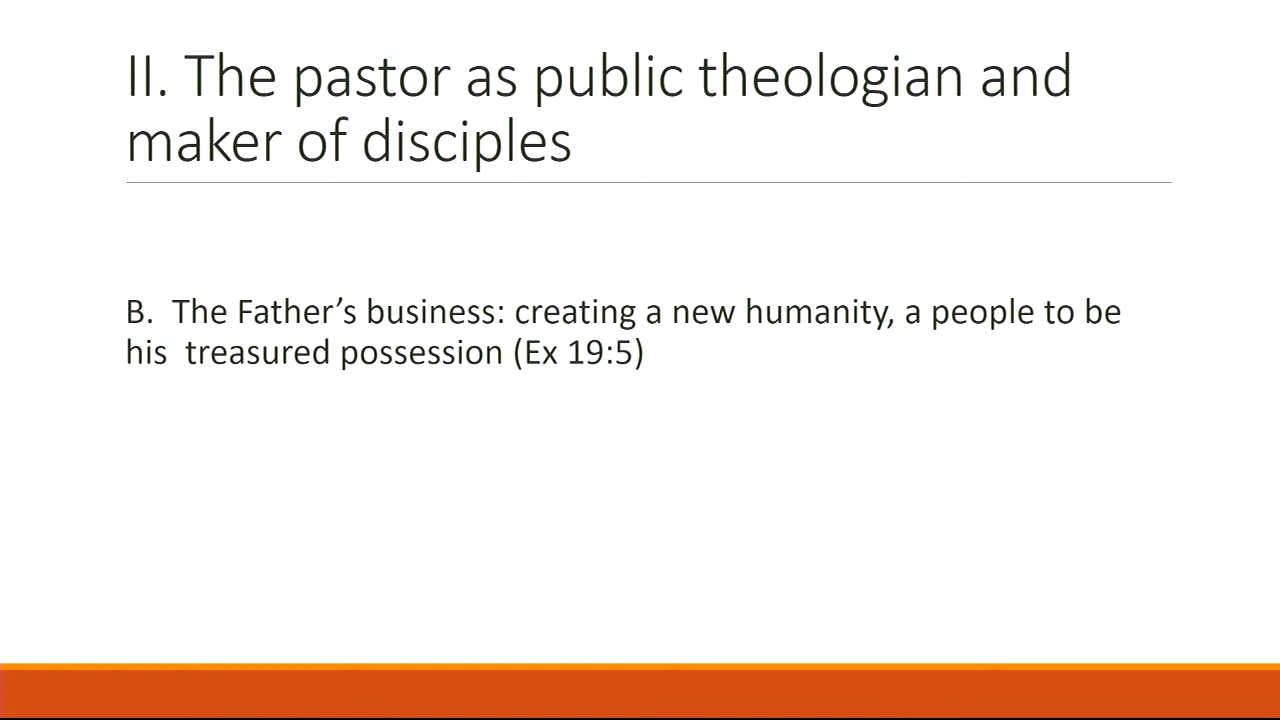 II. The pastor as public theologian and
maker of disciples
B.  The Father’s business: creating a new humanity, a people to be
his  treasured possession (Ex 19:5)